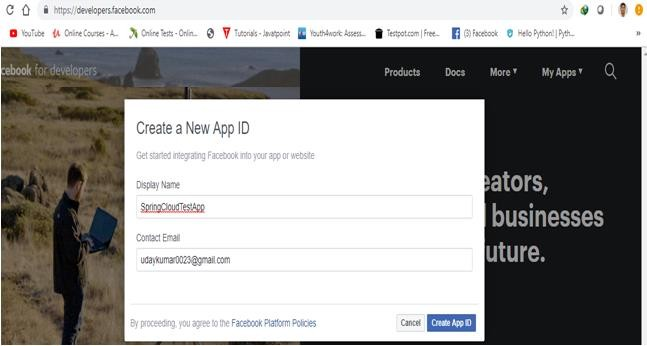 https://developers.facebook.com
YouTube Online Courses - A... Online Tests - Onlin... Tutorials - Javatpoint Youth4work: Assess... Testpot.com | Free... (3) Facebook Hello Python! | Pyth... »
cebook for developers Products Docs More My Apps
Create a New App ID
Get started integrating Facebook into your app or website
Display Name
SpringCloudTestApp
eators,
Contact Email
businesses
udaykumar0023@gmail.com
uture.
By proceeding, you agree to the Facebook Platform Policies Cancel Create App ID